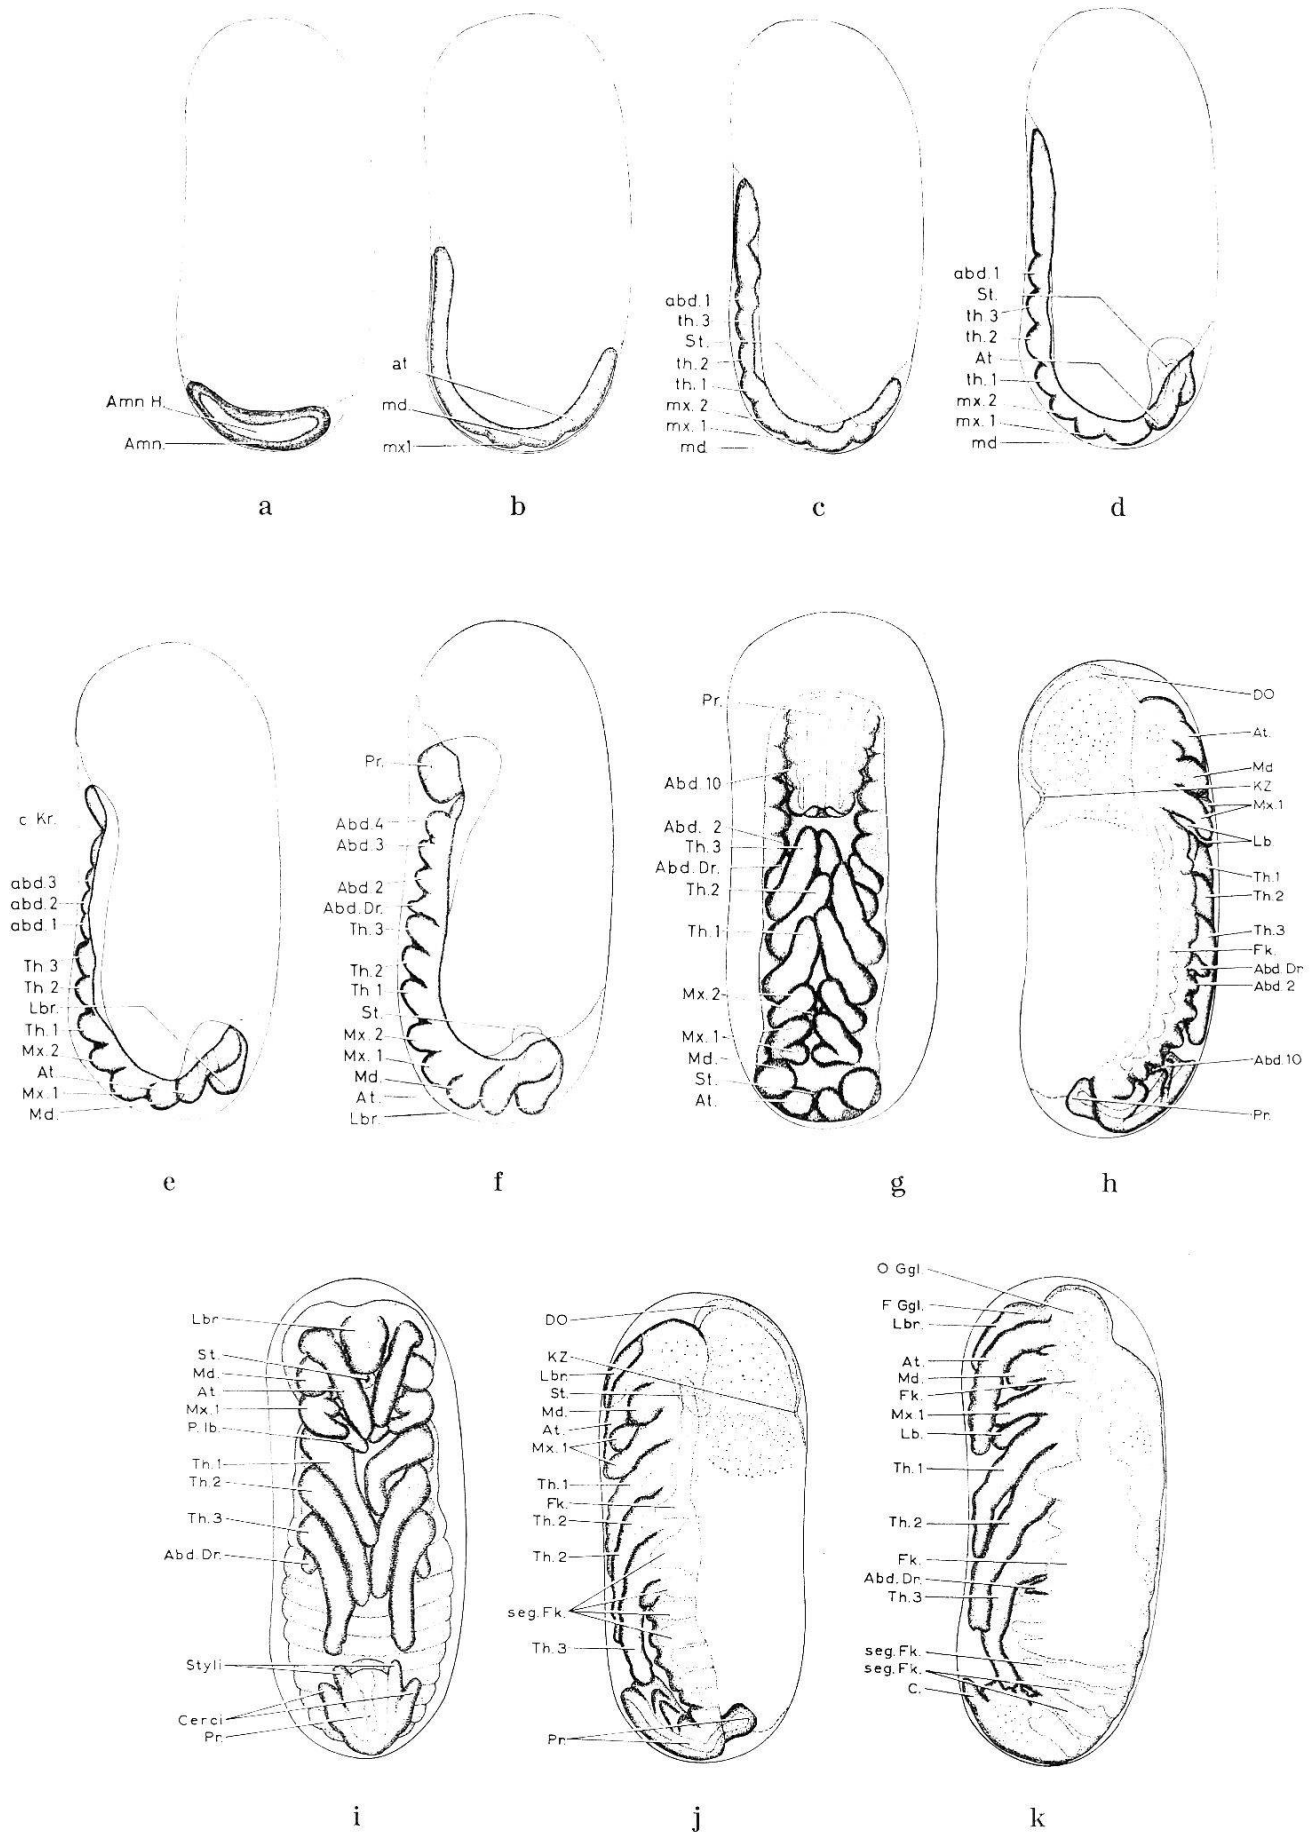 Amn H.
Amn.
a
at
md
mx1
b
abd.1
th.3
St.
th.2
th.1
mx. 2
mx. 1
md
c
abd.1
St.
th.3
th.2
At
th.1
mx.2
mx. 1
md
d
c Kr.
abd.3
abd.2
abd.1
Th.3
Th. 2
Lbr.
Th.1
Mx.2
At.
Mx.1
Md.
e
Pr.
Abd.4
Abd.3
Abd.2
Abd.Dr.
Th.3
Th.2
Th 1
St.
Mx. 2
Mx. 1
Md.
At.
Lbr.
f
Pr.
Abd.10
Abd. 2
Th.3
Abd.Dr.
Th.2
Th.1
Mx.2
Mx.1
Md.
St.
At.
g
DO
At.
Md
KZ
Mx.1
Lb.
Th.1
Th.2
Th.3
Fk.
Abd.Dr
Abd.2
Abd.10
Pr.
h
Lbr
St.
Md.
At
Mx.1
P. lb.
Th.1
Th.2
Th.3
Abd.Dr.
Styli
Cerci
Pr.
i
DO
KZ
Lbr.
St.
Md.
At.
Mx.1
Th.1
Fk.
Th.2
Th.2
seg.Fk.
Th.3
Pr.
j
O Ggl.
F Ggl.
Lbr.
At.
Md.
Fk.
Mx.1
Lb.
Th.1
Th.2
Fk.
Abd.Dr.
Th.3
seg.Fk.
seg.Fk.
C.
k